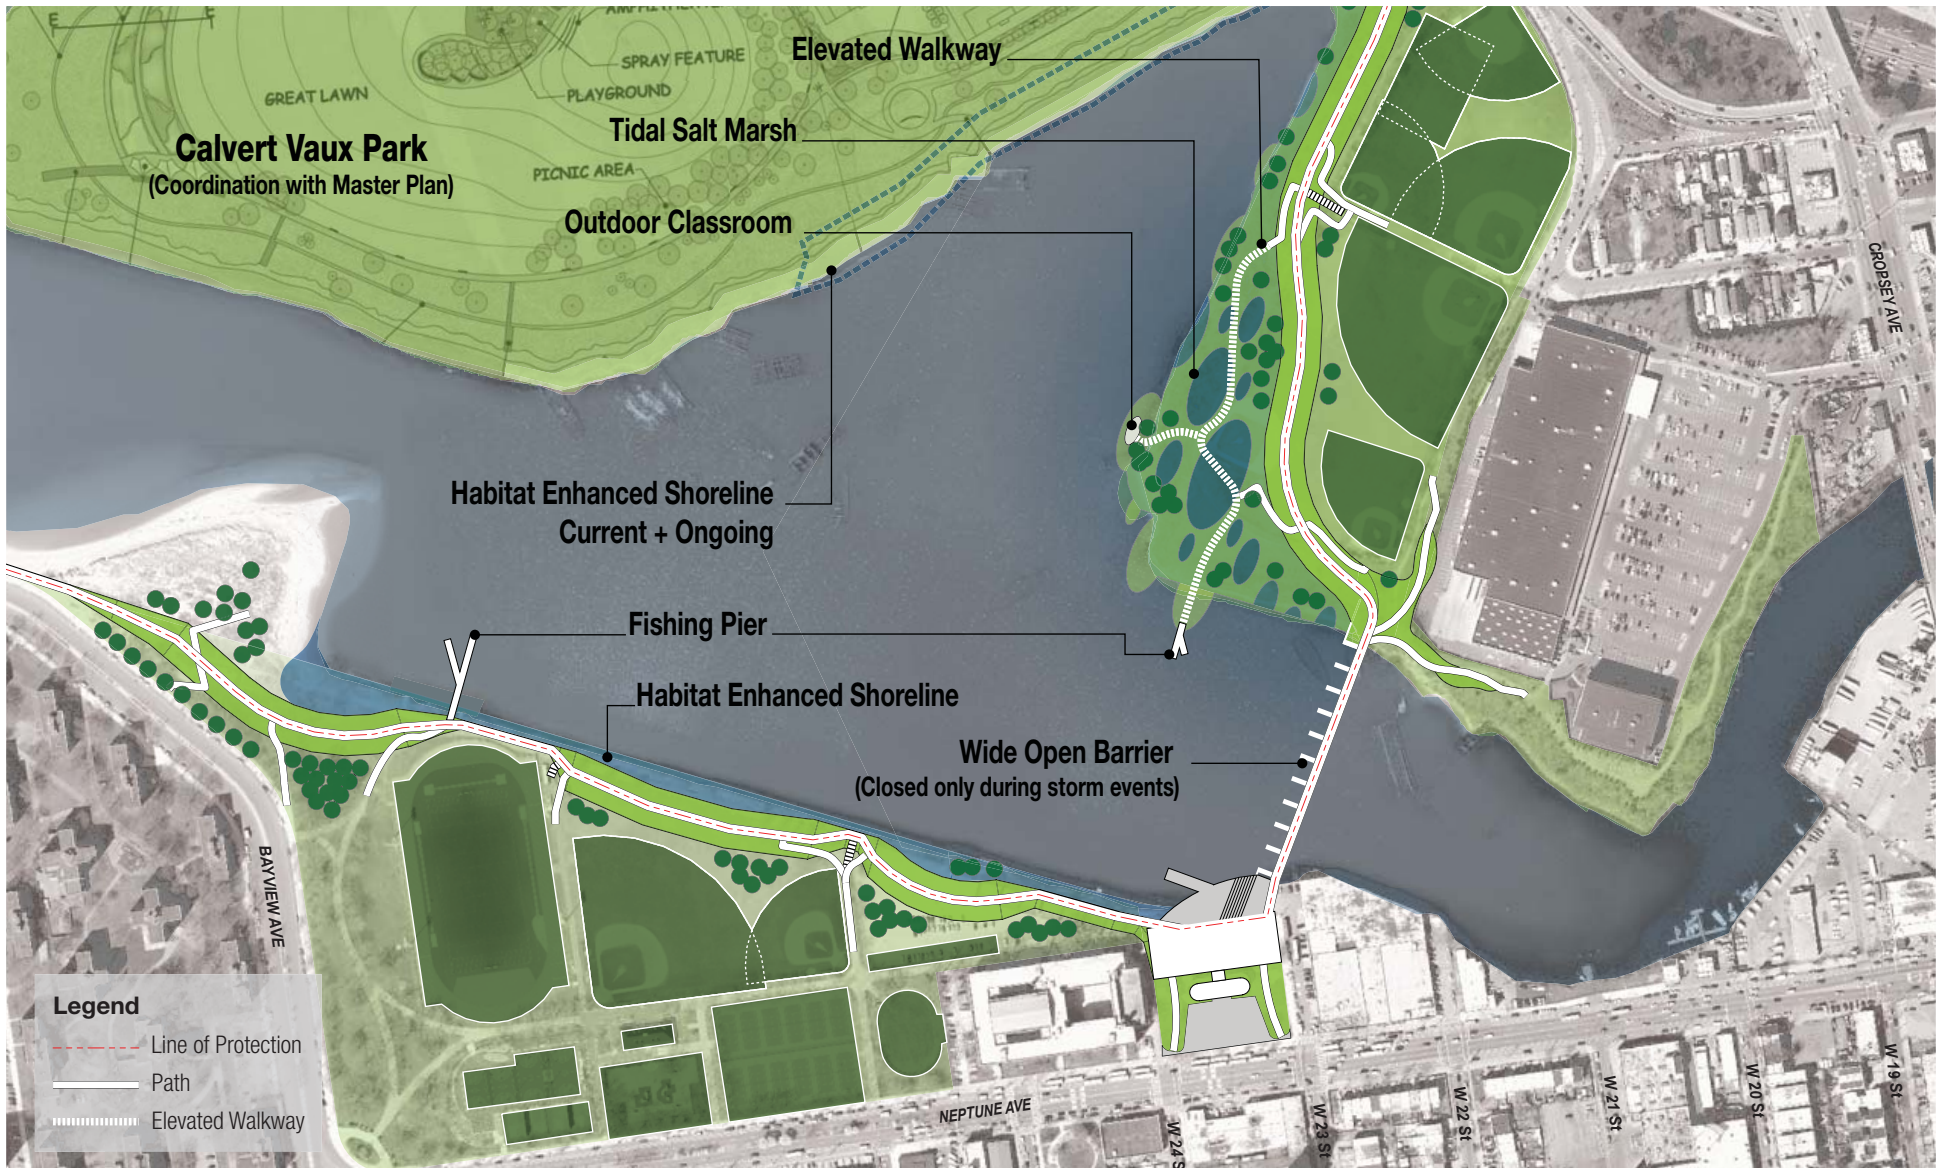 E
E
SPRAY FEATURE
PLAYGROUND
GREAT LAWN
PICNIC AREA
Calvert Vaux Park
(Coordination with Master Plan)
Elevated Walkway
Tidal Salt Marsh
Outdoor Classroom
Habitat Enhanced Shoreline
Current + Ongoing
Fishing Pier
Habitat Enhanced Shoreline
Wide Open Barrier
(Closed only during storm events)
CROPSEY AVE
BAYVIEW AVE
NEPTUNE AVE
W 24 S
W 23 St
W 22 St
W 21 St
W 20 St
W 19 St
Legend
Line of Protection
Path
Elevated Walkway